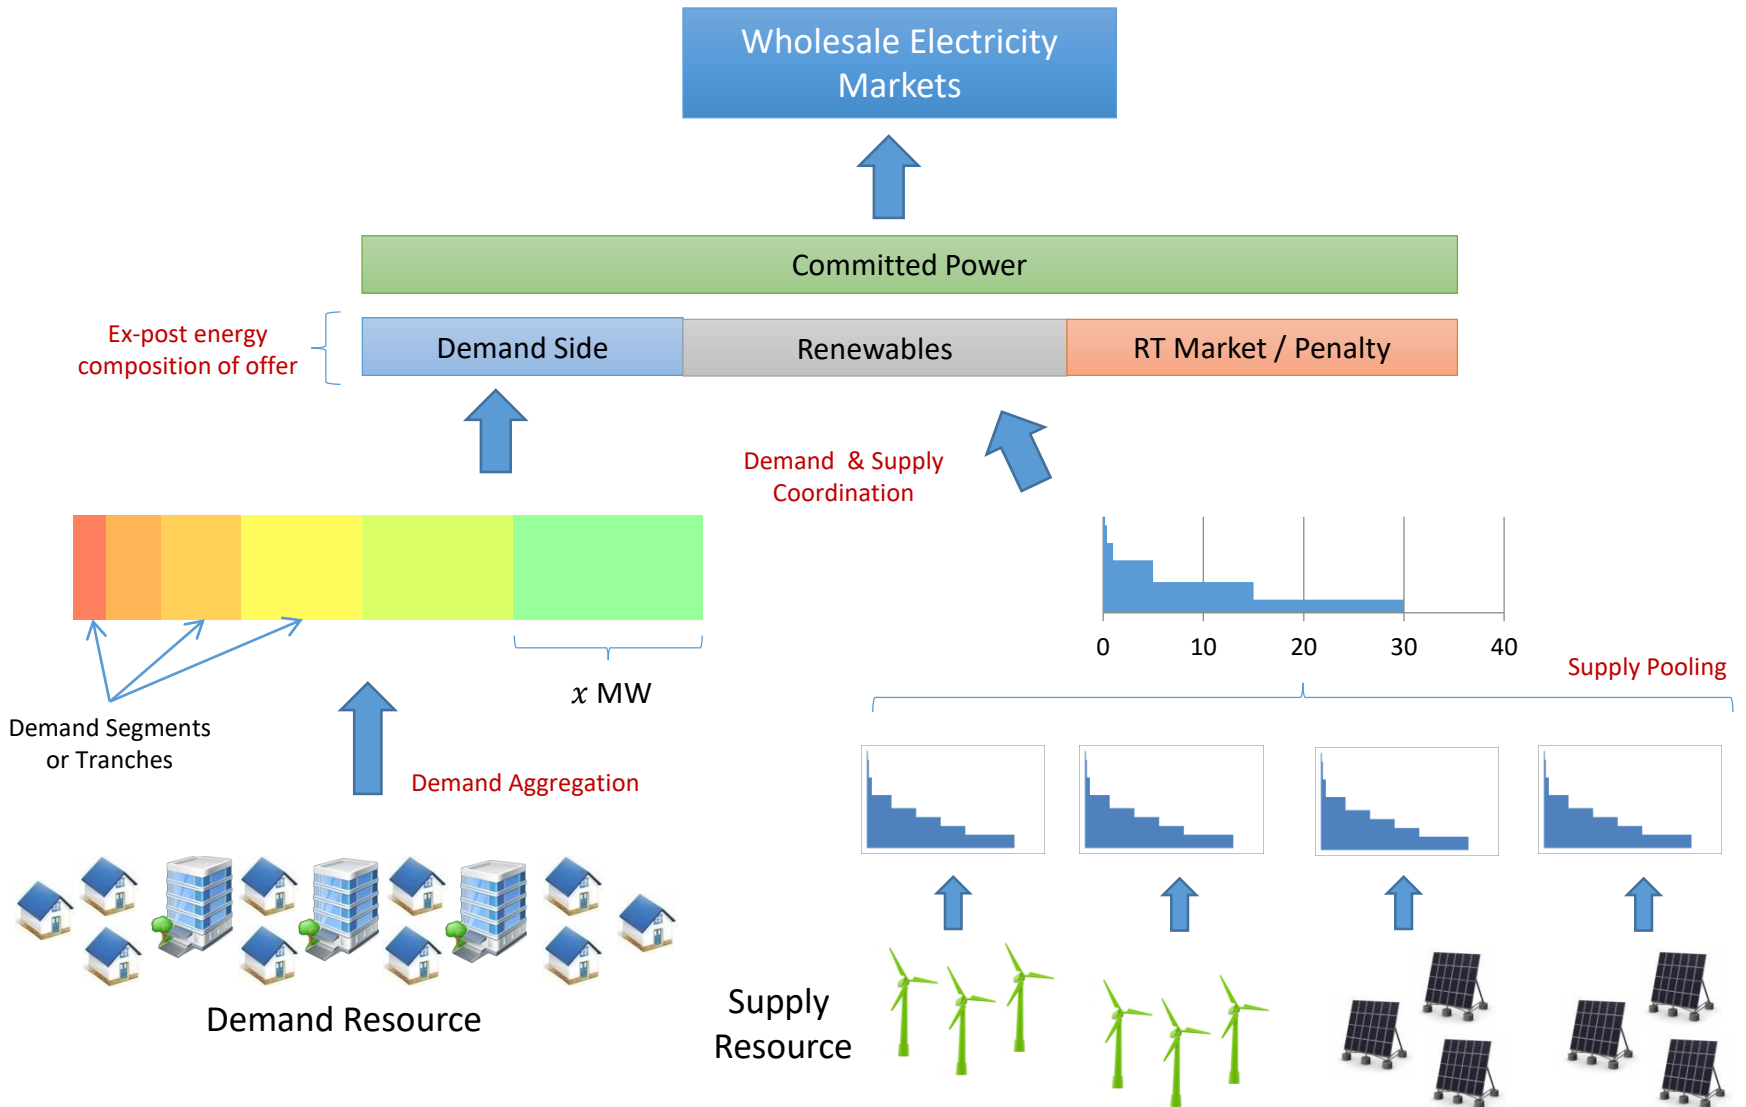 Wholesale Electricity
Markets
Committed Power
Ex-post energy
composition of offer
Demand Side
Renewables
RT Market / Penalty
Demand & Supply
Coordination
0
10
20
30
40
Supply Pooling
x MW
Demand Segments
or Tranches
Demand Aggregation
Demand Resource
Supply
Resource